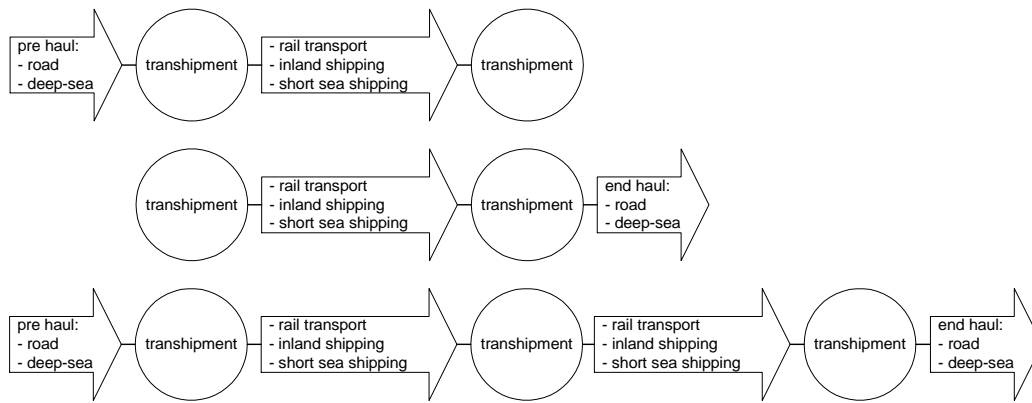 pre haul:
- road
- deep-sea
transhipment
- rail transport
- inland shipping
- short sea shipping
transhipment
transhipment
- rail transport
- inland shipping
- short sea shipping
transhipment
end haul:
- road
- deep-sea
pre haul:
- road
- deep-sea
transhipment
- rail transport
- inland shipping
- short sea shipping
transhipment
- rail transport
- inland shipping
- short sea shipping
transhipment
end haul:
- road
- deep-sea